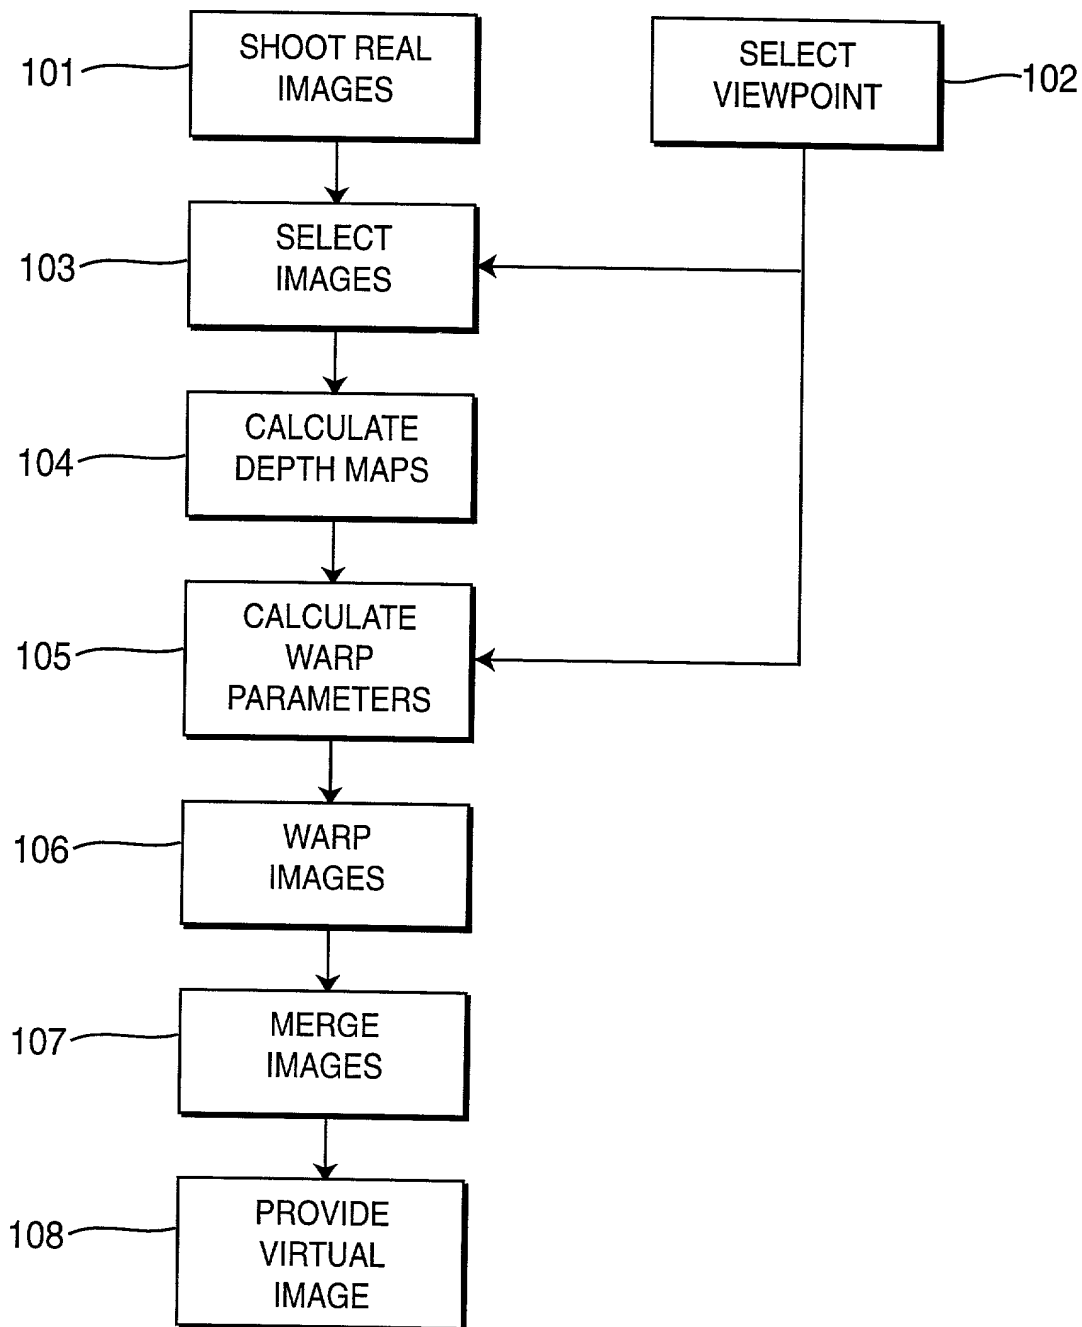 101
SHOOT REAL
IMAGES
SELECT
VIEWPOINT
102
103
SELECT
IMAGES
104
CALCULATE
DEPTH MAPS
105
CALCULATE
WARP
PARAMETERS
106
WARP
IMAGES
107
MERGE
IMAGES
108
PROVIDE
VIRTUAL
IMAGE